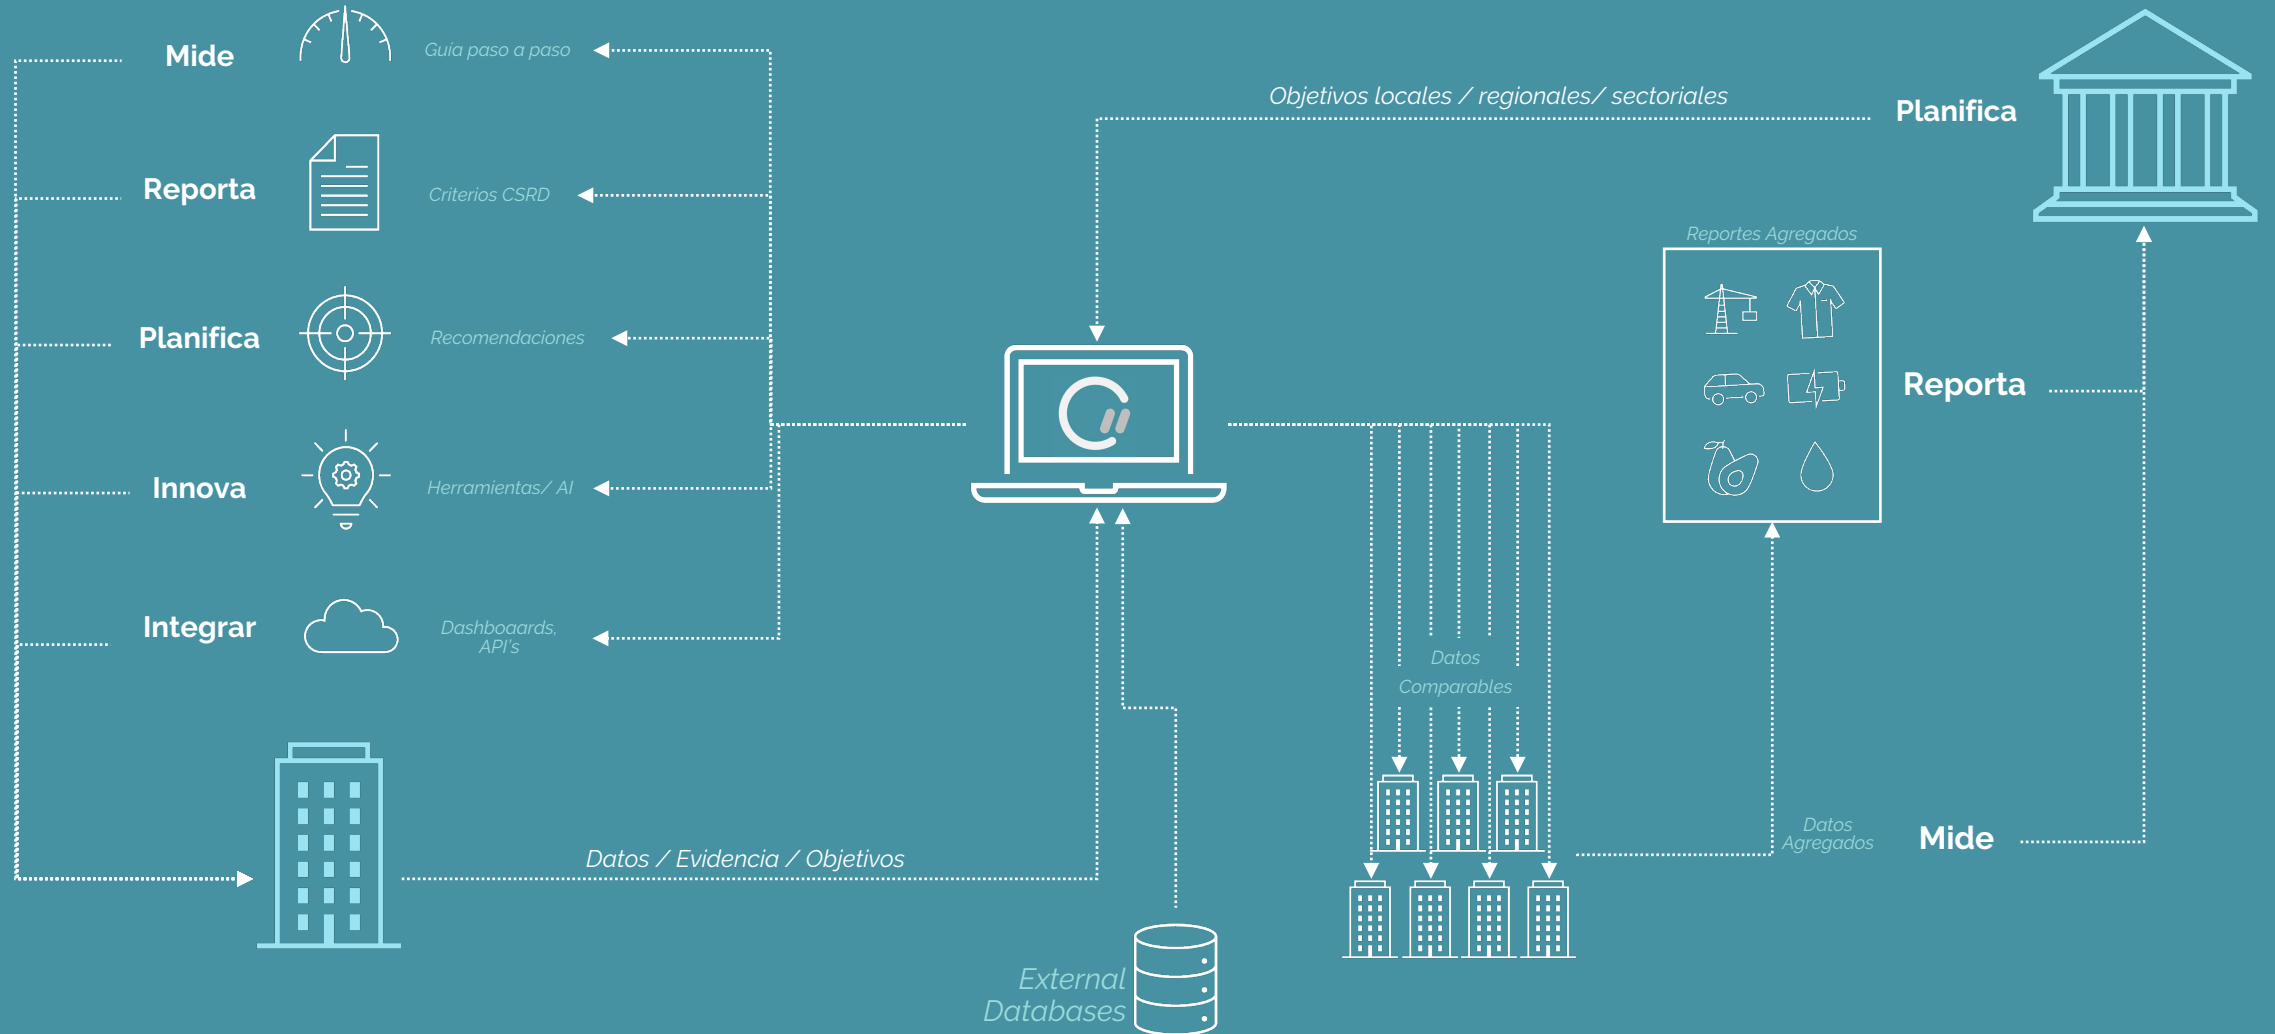 Mide
Guía paso a paso
Reporta
Criterios CSRD
Planifica
Recomendaciones
Innova
Herramientas/ AI
Integrar
Dashboaards,
API's
Datos / Evidencia / Objetivos
External
Databases
Objetivos locales / regionales/ sectoriales
Planifica
Reportes Agregados
Reporta
Datos
Comparables
Datos
Agregados
Mide